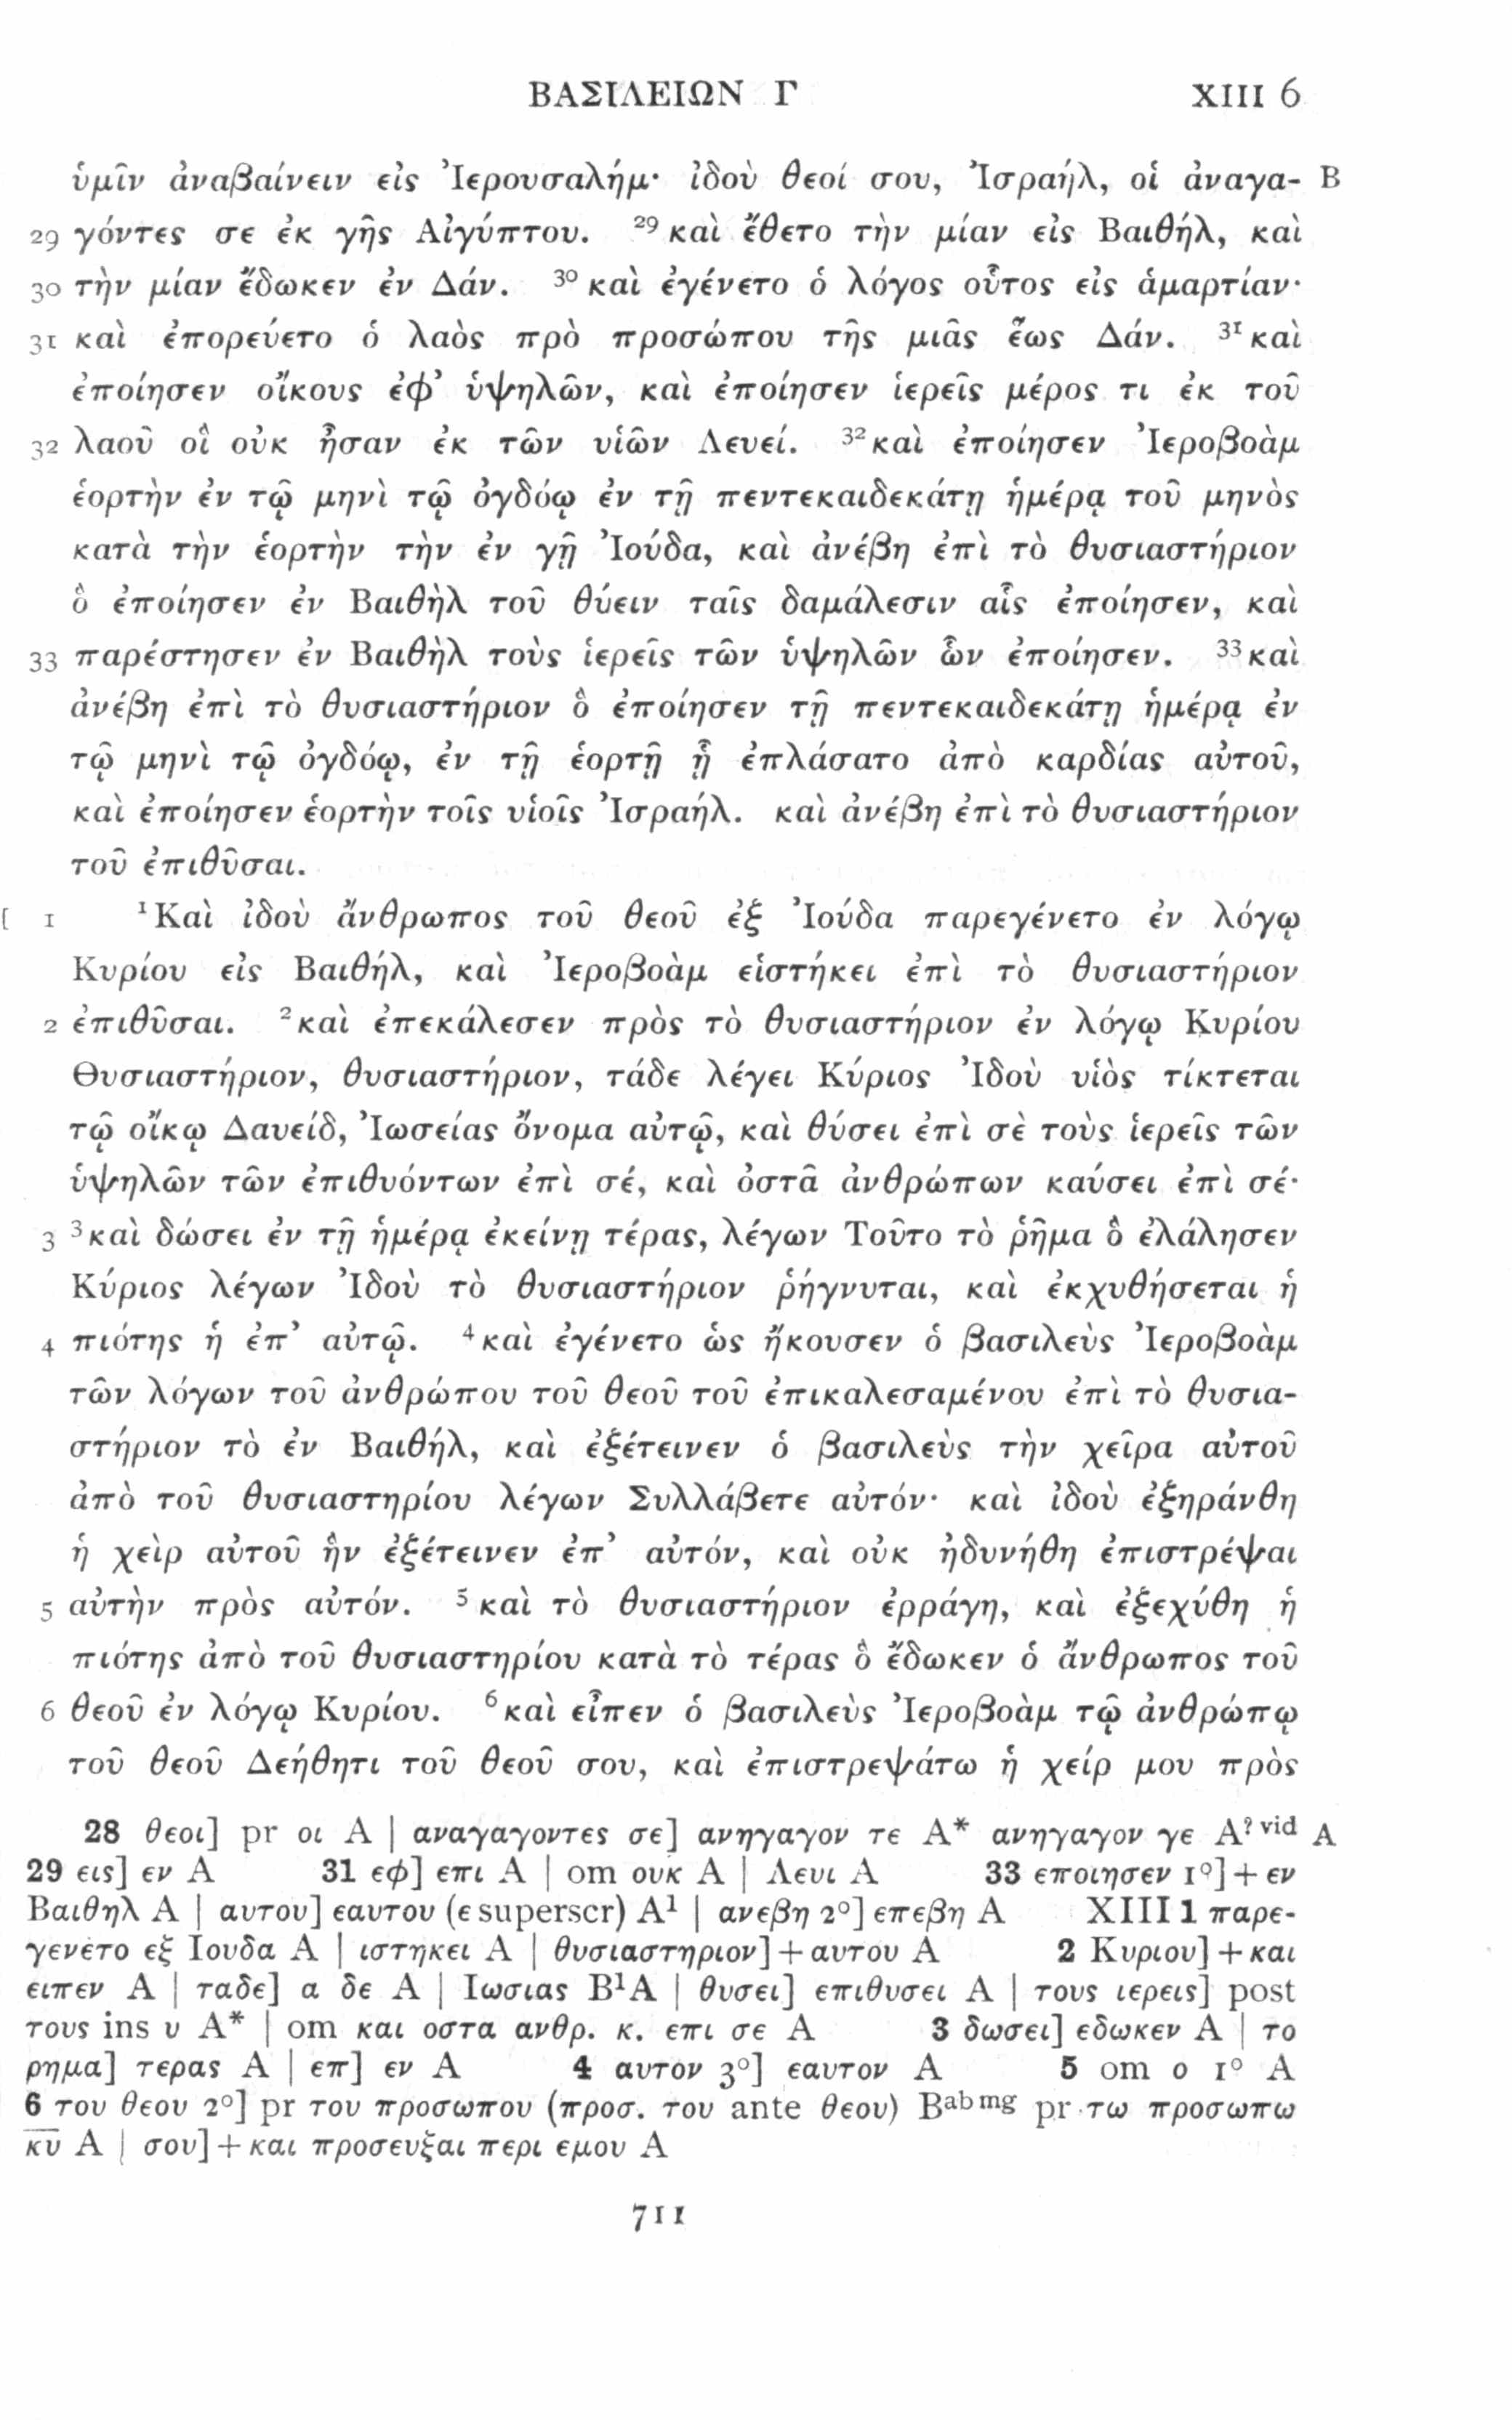 ΒΑΣΙΛΕΙΩΝ Γ XIII 6
ὑμῖν ἀναβαίνειν εἰς Ἰερουσαλήμ· ἰδοὺ θεοί σου, Ἰσραήλ, οἱ ἀναγα- B
29 γόντες σε ἐκ γῆς Αἰγύπτου. ²⁹καὶ ἔθετο τὴν μίαν εἰς Βαιθήλ, καὶ
30 τὴν μίαν ἔδωκεν ἐν Δάν. ³⁰καὶ ἐγένετο ὁ λόγος οὗτος εἰς ἁμαρτίαν·
31 καὶ ἐπορεύετο ὁ λαὸς πρὸ προσώπου τῆς μιᾶς ἕως Δάν. ³¹καὶ
ἐποίησεν οἴκους ἐφ’ ὑψηλῶν, καὶ ἐποίησεν ἱερεῖς μέρος τι ἐκ τοῦ
32 λαοῦ οἳ οὐκ ἦσαν ἐκ τῶν υἱῶν Λευεί. ³²καὶ ἐποίησεν Ἰεροβοὰμ
ἑορτὴν ἐν τῷ μηνὶ τῷ ὀγδόῳ ἐν τῇ πεντεκαιδεκάτῃ ἡμέρᾳ τοῦ μηνὸς
κατὰ τὴν ἑορτὴν τὴν ἐν γῇ Ἰούδα, καὶ ἀνέβη ἐπὶ τὸ θυσιαστήριον
ὃ ἐποίησεν ἐν Βαιθὴλ τοῦ θύειν ταῖς δαμάλεσιν αἷς ἐποίησεν, καὶ
33 παρέστησεν ἐν Βαιθὴλ τοὺς ἱερεῖς τῶν ὑψηλῶν ὧν ἐποίησεν. ³³καὶ
ἀνέβη ἐπὶ τὸ θυσιαστήριον ὃ ἐποίησεν τῇ πεντεκαιδεκάτῃ ἡμέρᾳ ἐν
τῷ μηνὶ τῷ ὀγδόῳ, ἐν τῇ ἑορτῇ ᾗ ἐπλάσατο ἀπὸ καρδίας αὐτοῦ,
καὶ ἐποίησεν ἑορτὴν τοῖς υἱοῖς Ἰσραήλ. καὶ ἀνέβη ἐπὶ τὸ θυσιαστήριον
τοῦ ἐπιθῦσαι.
1 ¹Καὶ ἰδοὺ ἄνθρωπος τοῦ θεοῦ ἐξ Ἰούδα παρεγένετο ἐν λόγῳ
Κυρίου εἰς Βαιθήλ, καὶ Ἰεροβοὰμ εἱστήκει ἐπὶ τὸ θυσιαστήριον
2 ἐπιθῦσαι. ²καὶ ἐπεκάλεσεν πρὸς τὸ θυσιαστήριον ἐν λόγῳ Κυρίου
Θυσιαστήριον, θυσιαστήριον, τάδε λέγει Κύριος Ἰδοὺ υἱὸς τίκτεται
τῷ οἴκῳ Δαυείδ, Ἰωσείας ὄνομα αὐτῷ, καὶ θύσει ἐπὶ σὲ τοὺς ἱερεῖς τῶν
ὑψηλῶν τῶν ἐπιθυόντων ἐπὶ σέ, καὶ ὀστᾶ ἀνθρώπων καύσει ἐπὶ σέ·
3 ³καὶ δώσει ἐν τῇ ἡμέρᾳ ἐκείνῃ τέρας, λέγων Τοῦτο τὸ ῥῆμα ὃ ἐλάλησεν
Κύριος λέγων Ἰδοὺ τὸ θυσιαστήριον ῥήγνυται, καὶ ἐκχυθήσεται ἡ
4 πιότης ἡ ἐπ’ αὐτῷ. ⁴καὶ ἐγένετο ὡς ἤκουσεν ὁ βασιλεὺς Ἰεροβοὰμ
τῶν λόγων τοῦ ἀνθρώπου τοῦ θεοῦ τοῦ ἐπικαλεσαμένου ἐπὶ τὸ θυσια-
στήριον τὸ ἐν Βαιθήλ, καὶ ἐξέτεινεν ὁ βασιλεὺς τὴν χεῖρα αὐτοῦ
ἀπὸ τοῦ θυσιαστηρίου λέγων Συλλάβετε αὐτόν· καὶ ἰδοὺ ἐξηράνθη
ἡ χεὶρ αὐτοῦ ἣν ἐξέτεινεν ἐπ’ αὐτόν, καὶ οὐκ ἠδυνήθη ἐπιστρέψαι
5 αὐτὴν πρὸς αὐτόν. ⁵καὶ τὸ θυσιαστήριον ἐρράγη, καὶ ἐξεχύθη ἡ
πιότης ἀπὸ τοῦ θυσιαστηρίου κατὰ τὸ τέρας ὃ ἔδωκεν ὁ ἄνθρωπος τοῦ
6 θεοῦ ἐν λόγῳ Κυρίου. ⁶καὶ εἶπεν ὁ βασιλεὺς Ἰεροβοὰμ τῷ ἀνθρώπῳ
τοῦ θεοῦ Δεήθητι τοῦ θεοῦ σου, καὶ ἐπιστρεψάτω ἡ χείρ μου πρὸς
28 θεοι] pr οι A | αναγαγοντες σε] ανηγαγον τε A* ανηγαγον γε A? vid A
29 εις] εν A 31 εφ] επι A | om ουκ A | Λευι A 33 εποιησεν 1º] + εν
Βαιθηλ A | αυτου] εαυτου (ε superscr) A¹ | ανεβη 2º] επεβη A XIII 1 παρε-
γενετο εξ Ιουδα A | ιστηκει A | θυσιαστηριον] + αυτου A 2 Κυριου] + και
ειπεν A | ταδε] α δε A | Ιωσιας B¹A | θυσει] επιθυσει A | τους ιερεις] post
τους ins υ A* | om και οστα ανθρ. κ. επι σε A 3 δωσει] εδωκεν A | το
ρημα] τερας A | επ] εν A 4 αυτον 3º] εαυτον A 5 om ο 1º A
6 του θεου 2º] pr του προσωπου (προσ. του ante θεου) Bᵃᵇ ᵐᵍ pr τω προσωπω
κ̅υ̅ A | σου] + και προσευξαι περι εμου A
711